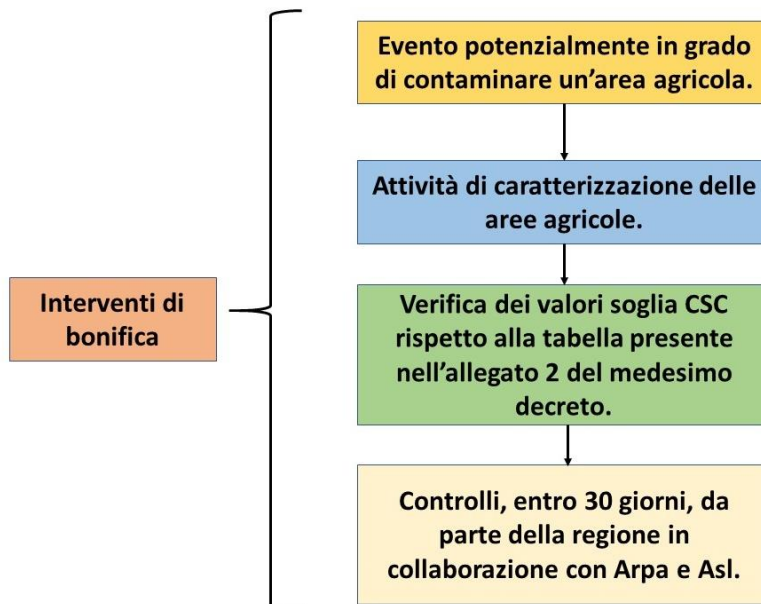 Evento potenzialmente in grado
di contaminare un’area agricola.
Attività di caratterizzazione delle
aree agricole.
Interventi di
bonifica
Verifica dei valori soglia CSC
rispetto alla tabella presente
nell’allegato 2 del medesimo
decreto.
Controlli, entro 30 giorni, da
parte della regione in
collaborazione con Arpa e Asl.